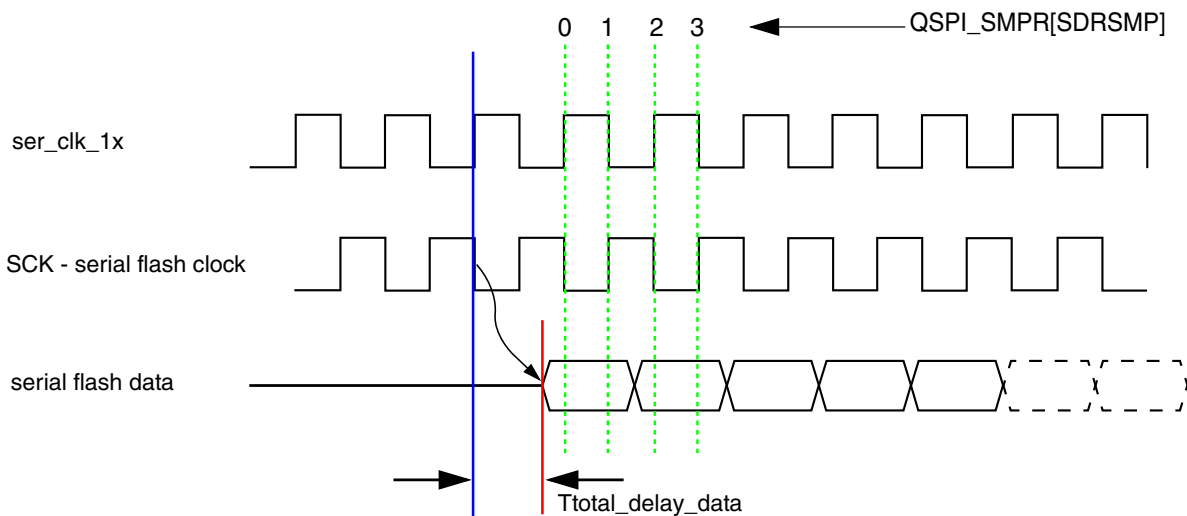 0 1 2 3 QSPI_SMPR[SDRSMP]
ser_clk_1x
SCK - serial flash clock
serial flash data
Ttotal_delay_data